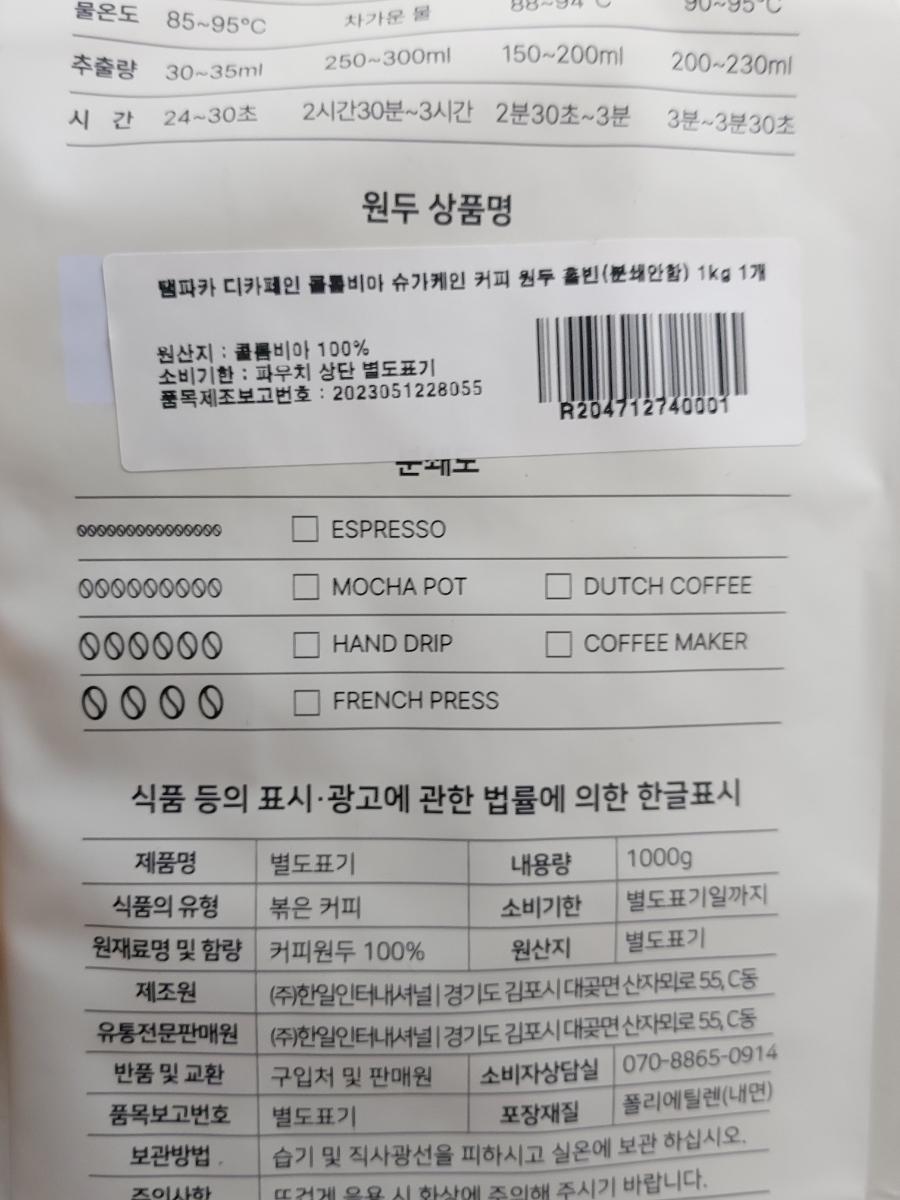 물온도 85~95°C 차가운 물 88~94°C 90~95°C
추출량 30~35ml 250~300ml 150~200ml 200~230ml
시 간 24~30초 2시간30분~3시간 2분30초~3분 3분~3분30초
원두 상품명
탬파카 디카페인 콜롬비아 슈가케인 커피 원두 홀빈(분쇄안함) 1kg 1개
원산지 : 콜롬비아 100%
소비기한 : 파우치 상단 별도표기
품목제조보고번호 : 2023051228055
R204712740001
분쇄도
ESPRESSO
MOCHA POT DUTCH COFFEE
HAND DRIP COFFEE MAKER
FRENCH PRESS
식품 등의 표시·광고에 관한 법률에 의한 한글표시
제품명 별도표기 내용량 1000g
식품의 유형 볶은 커피 소비기한 별도표기일까지
원재료명 및 함량 커피원두 100% 원산지 별도표기
제조원 (주)한일인터내셔널 | 경기도 김포시 대곶면 산자뫼로 55, C동
유통전문판매원 (주)한일인터내셔널 | 경기도 김포시 대곶면 산자뫼로 55, C동
반품 및 교환 구입처 및 판매원 소비자상담실 070-8865-0914
품목보고번호 별도표기 포장재질 폴리에틸렌(내면)
보관방법 습기 및 직사광선을 피하시고 실온에 보관 하십시오.
주의사항 뜨겁게 음용 시 화상에 주의해 주시기 바랍니다.